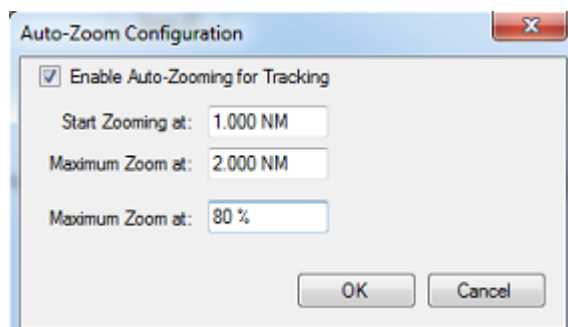 Auto-Zoom Configuration
Enable Auto-Zooming for Tracking
Start Zooming at: 1.000 NM
Maximum Zoom at: 2.000 NM
Maximum Zoom at: 80 %
OK Cancel